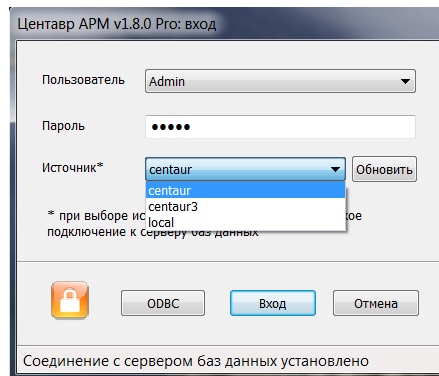 Центавр АРМ v1.8.0 Pro: вход
Пользователь Admin
Пароль •••••
Источник* centaur Обновить
centaur
centaur3
local
* при выборе ис кое
подключение к серверу баз данных
ODBC Вход Отмена
Соединение с сервером баз данных установлено